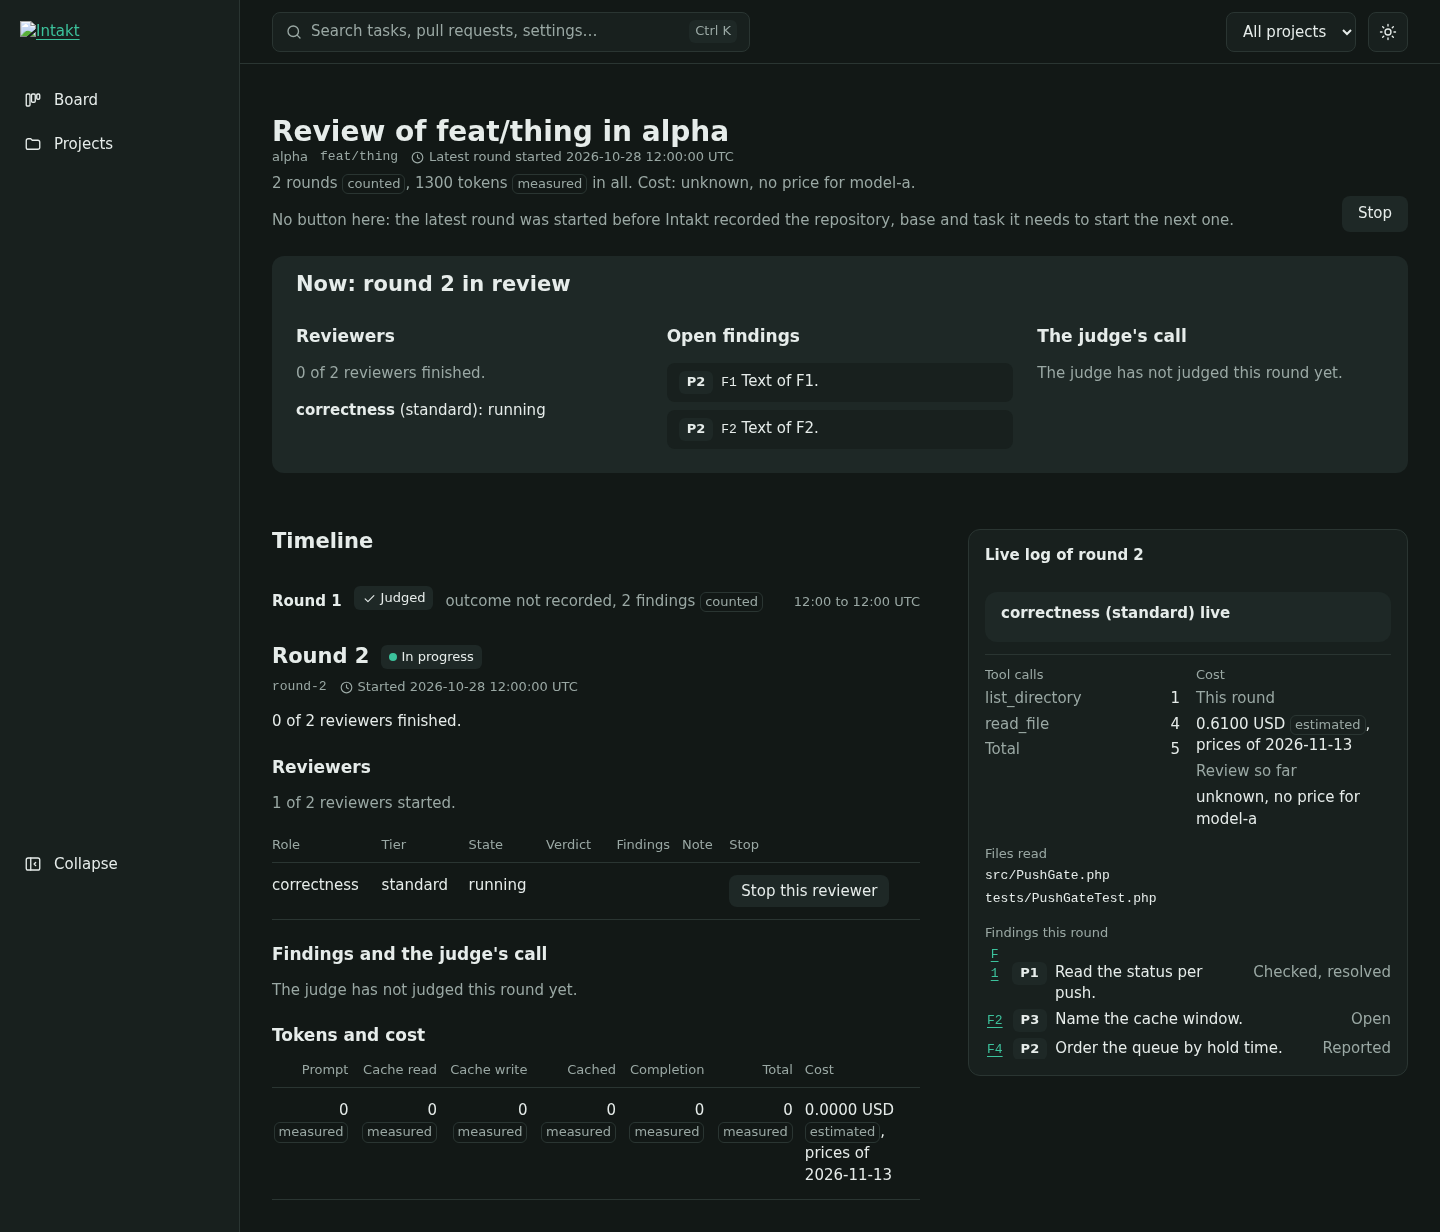 Intakt
Search tasks, pull requests, settings...
Ctrl K
All projects
Board
Projects
Collapse
Review of feat/thing in alpha
alpha feat/thing Latest round started 2026-10-28 12:00:00 UTC
2 rounds counted, 1300 tokens measured in all. Cost: unknown, no price for model-a.
No button here: the latest round was started before Intakt recorded the repository, base and task it needs to start the next one.
Stop
Now: round 2 in review
Reviewers
0 of 2 reviewers finished.
correctness (standard): running
Open findings
P2 F1 Text of F1.
P2 F2 Text of F2.
The judge's call
The judge has not judged this round yet.
Timeline
Round 1 Judged outcome not recorded, 2 findings counted 12:00 to 12:00 UTC
Round 2 In progress
round-2 Started 2026-10-28 12:00:00 UTC
0 of 2 reviewers finished.
Reviewers
1 of 2 reviewers started.
Role Tier State Verdict Findings Note Stop
correctness standard running Stop this reviewer
Findings and the judge's call
The judge has not judged this round yet.
Tokens and cost
Prompt Cache read Cache write Cached Completion Total Cost
0 0 0 0 0 0 0.0000 USD
measured measured measured measured measured measured estimated,
prices of
2026-11-13
Live log of round 2
correctness (standard) live
Tool calls
list_directory 1
read_file 4
Total 5
Cost
This round
0.6100 USD estimated,
prices of 2026-11-13
Review so far
unknown, no price for
model-a
Files read
src/PushGate.php
tests/PushGateTest.php
Findings this round
F
1 P1 Read the status per Checked, resolved
push.
F2 P3 Name the cache window. Open
F4 P2 Order the queue by hold time. Reported